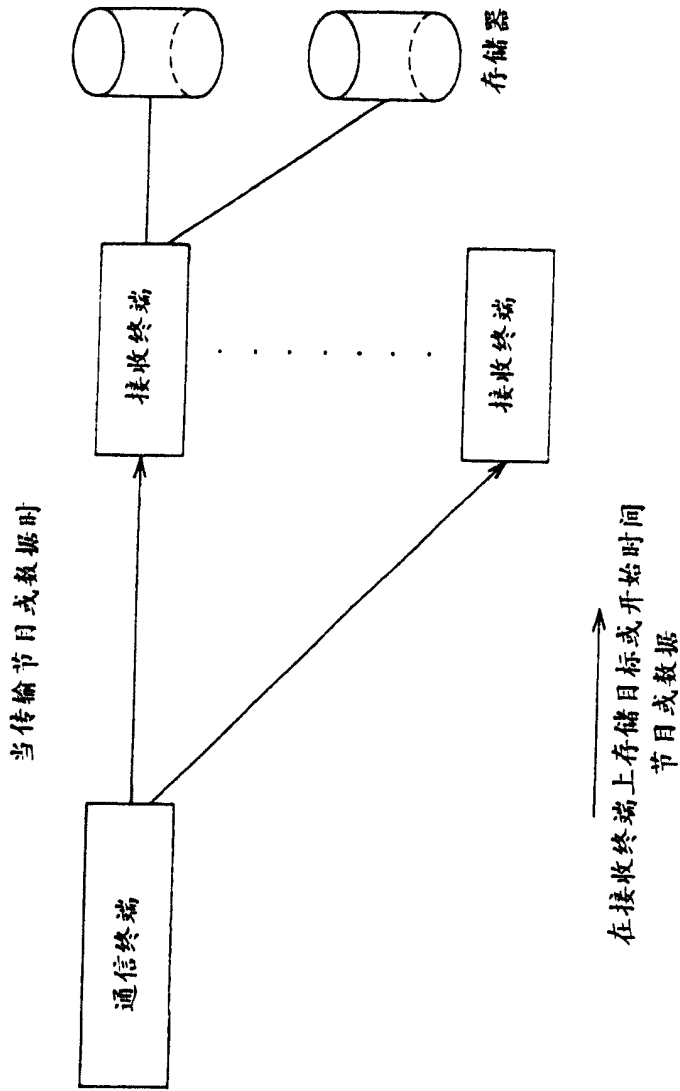 当传输节目或数据时
通信终端
接收终端
接收终端
存储器
在接收终端上存储目标或开始时间
节目或数据